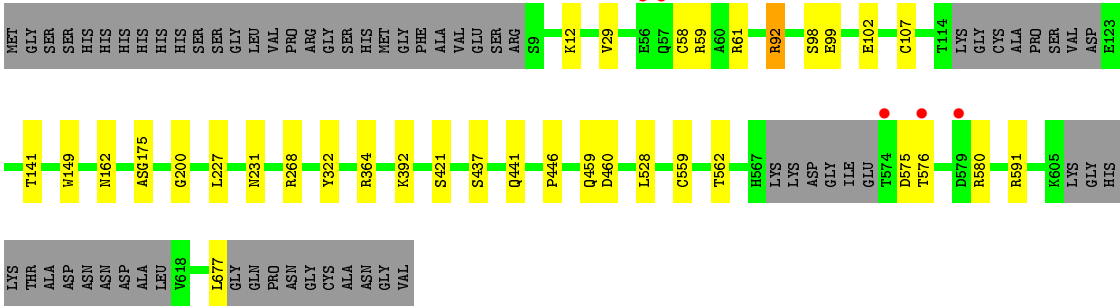 MET GLY SER SER HIS HIS HIS HIS HIS HIS SER SER GLY LEU VAL PRO ARG GLY SER HIS MET GLY PHE ALA VAL GLU SER ARG S9 K12 V29 E56 Q57 C58 R59 A60 R61 R92 S98 E99 E102 C107 T114 LYS GLY CYS ALA PRO SER VAL ASP E123
T141 W149 N162 ASG175 G200 L227 N231 R268 Y322 R364 K392 S421 S437 Q441 P446 Q459 D460 L528 C559 T562 H567 LYS LYS ASP GLY ILE GLU T574 D575 T576 D579 R580 R591 K605 LYS GLY HIS
LYS THR ALA ASP ASN ASN ASP ALA LEU V618 L677 GLY GLN PRO ASN GLY CYS ALA ASN GLY VAL